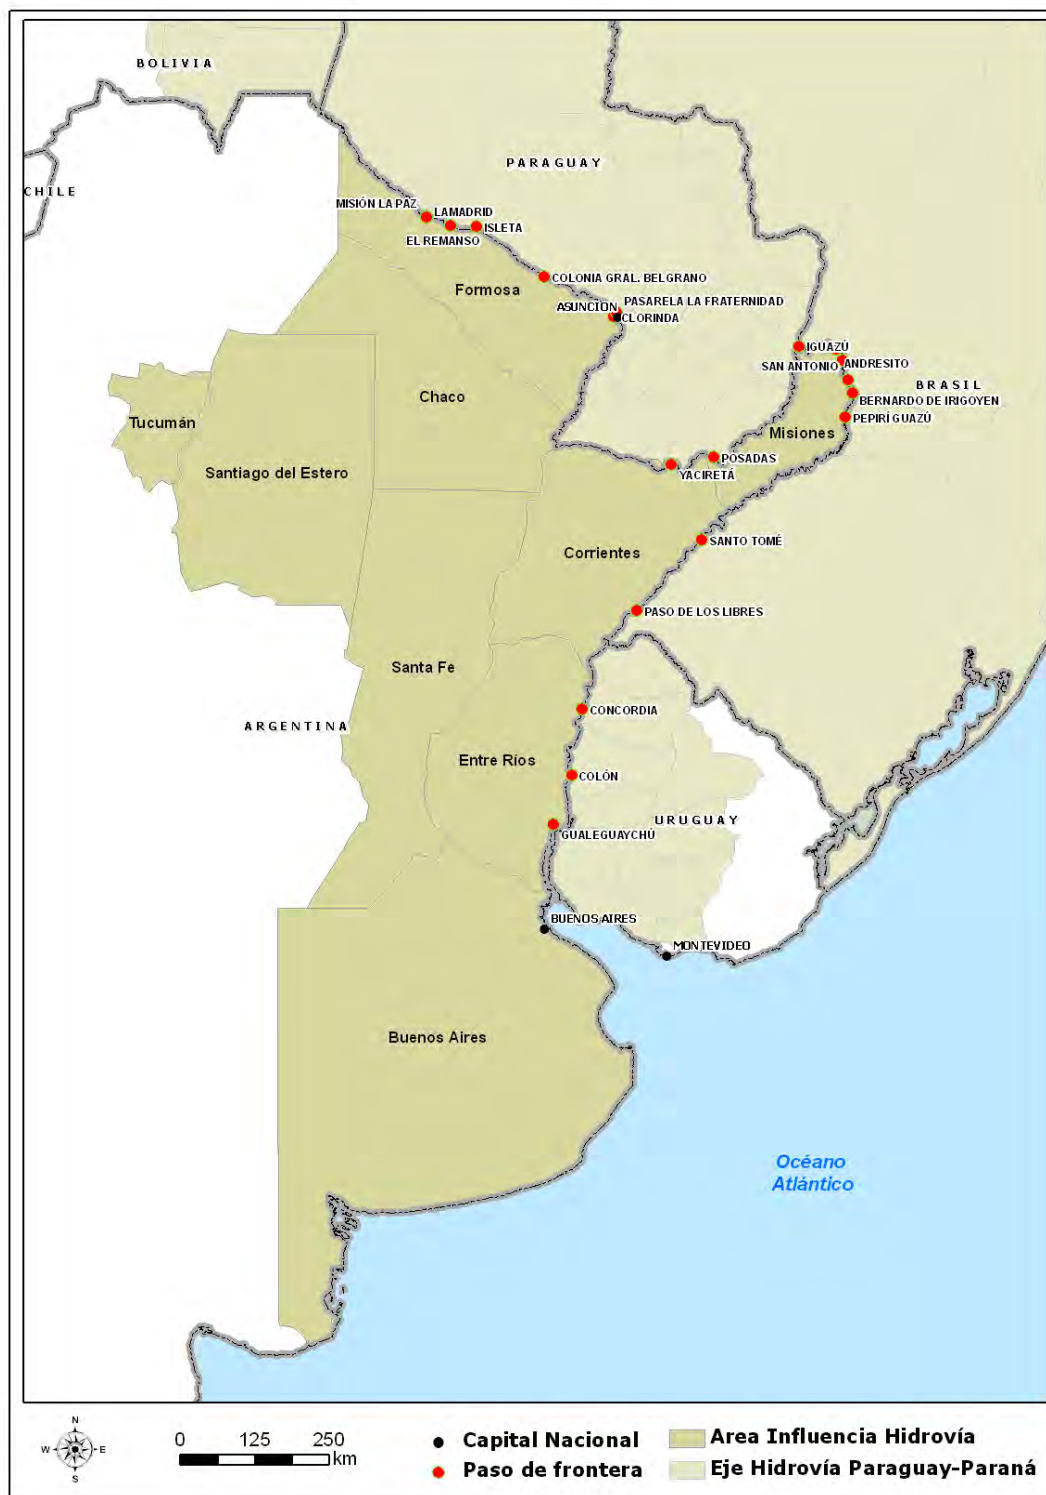 BOLIVIA
PARAGUAY
CHILE
MISIÓN LA PAZ
LAMADRID
ISLETA
EL REMANSO
COLONIA GRAL. BELGRANO
Formosa
PASARELA LA FRATERNIDAD
ASUNCION
CLORINDA
IGUAZÚ
SAN ANTONIO
ANDRESITO
BRASIL
BERNARDO DE IRIGOYEN
PEPIRÍ GUAZÚ
Chaco
Tucumán
Misiones
Santiago del Estero
POSADAS
YACIRETÁ
SANTO TOMÉ
Corrientes
PASO DE LOS LIBRES
Santa Fe
CONCORDIA
ARGENTINA
Entre Ríos
COLÓN
URUGUAY
GUALEGUAYCHÚ
BUENOS AIRES
MONTEVIDEO
Buenos Aires
Océano
Atlántico
N
W
E
S
0 125 250
km
Capital Nacional
Paso de frontera
Area Influencia Hidrovía
Eje Hidrovía Paraguay-Paraná